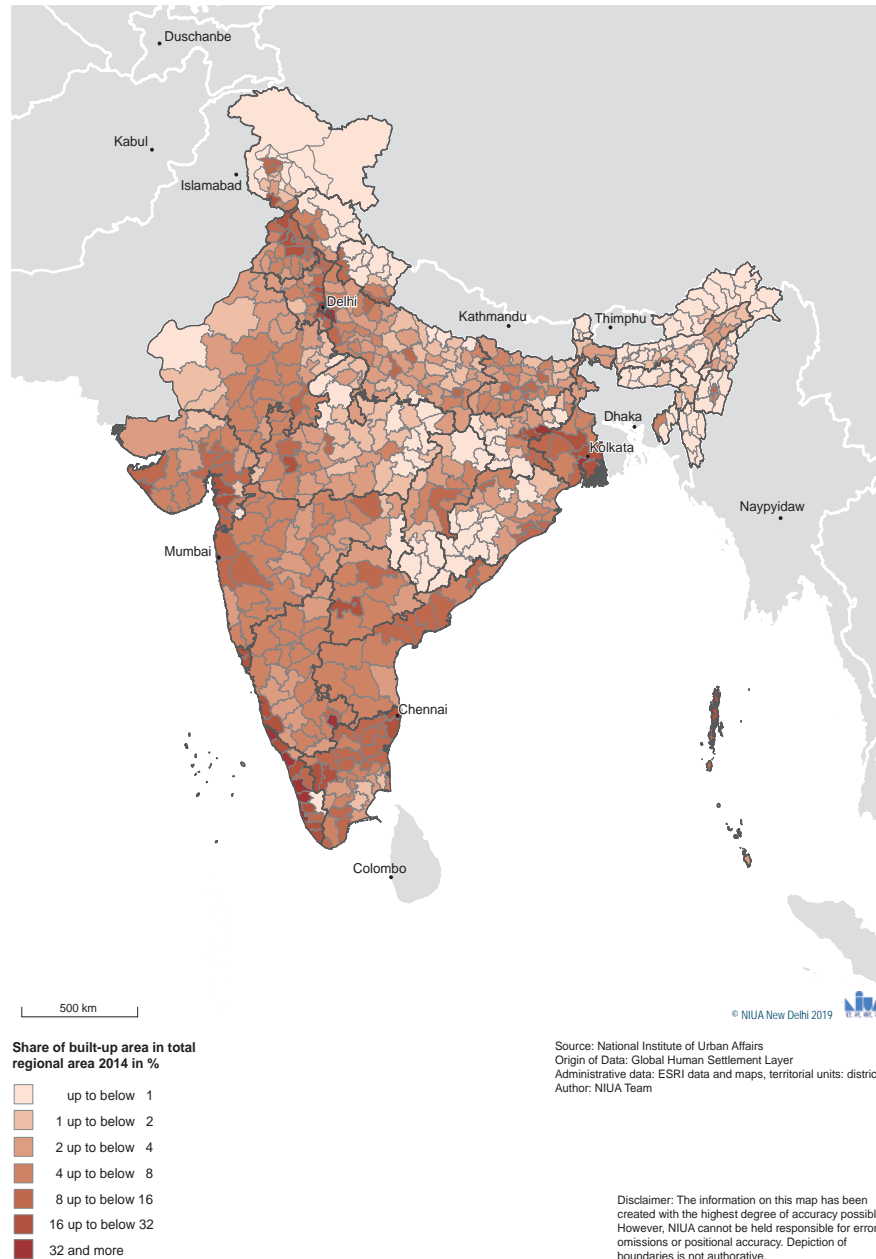 Duschanbe
Kabul
Islamabad
Delhi
Kathmandu
Thimphu
Dhaka
Kolkata
Naypyidaw
Mumbai
Chennai
Colombo
500 km
© NIUA New Delhi 2019
Share of built-up area in total
regional area 2014 in %
up to below 1
1 up to below 2
2 up to below 4
4 up to below 8
8 up to below 16
16 up to below 32
32 and more
Source: National Institute of Urban Affairs
Origin of Data: Global Human Settlement Layer
Administrative data: ESRI data and maps, territorial units: distric
Author: NIUA Team
Disclaimer: The information on this map has been
created with the highest degree of accuracy possibl
However, NIUA cannot be held responsible for error
omissions or positional accuracy. Depiction of
boundaries is not authorative.